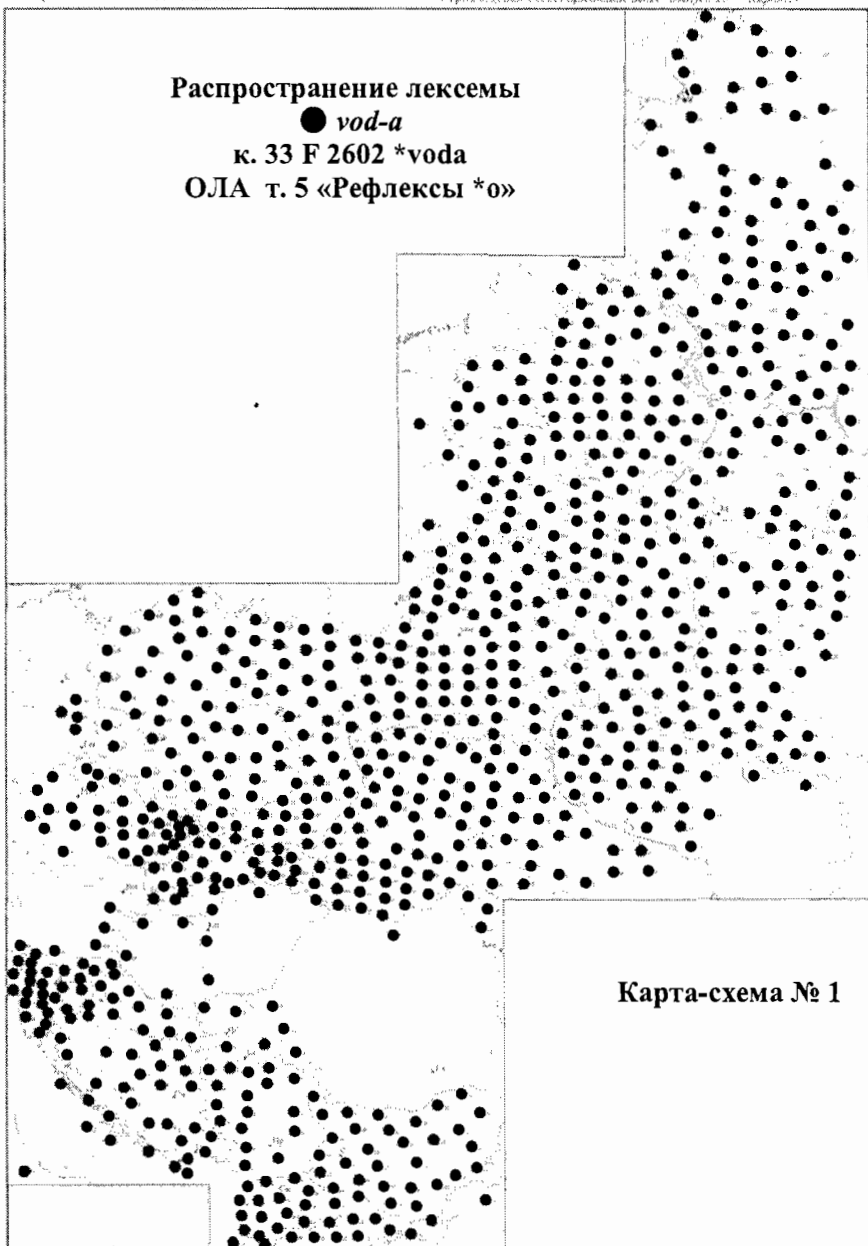 Распространение лексемы
● vod-a
к. 33 F 2602 *voda
ОЛА т. 5 «Рефлексы *о»
Карта-схема № 1